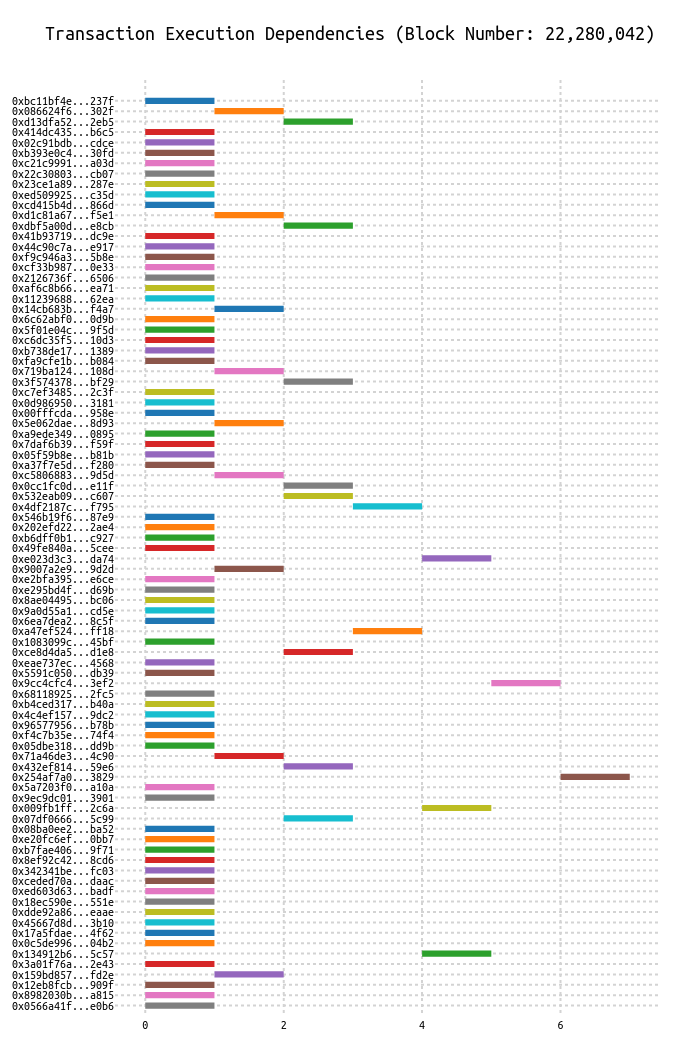 Transaction Execution Dependencies (Block Number: 22,280,042)
0xbc11bf4e...237f
0x086624f6...302f
0xd13dfa52...2eb5
0x414dc435...b6c5
0x02c91bdb...cdce
0xb393e0c4...30fd
0xc21c9991...a03d
0x22c30803...cb07
0x23ce1a89...287e
0xed509925...c35d
0xcd415b4d...866d
0xd1c81a67...f5e1
0xdbf5a00d...e8cb
0x41b93719...dc9e
0x44c90c7a...e917
0xf9c946a3...5b8e
0xcf33b987...0e33
0x2126736f...6506
0xaf6c8b66...ea71
0x11239688...62ea
0x14cb683b...f4a7
0x6c62abf0...0d9b
0x5f01e04c...9f5d
0xc6dc35f5...10d3
0xb738de17...1389
0xfa9cfe1b...b084
0x719ba124...108d
0x3f574378...bf29
0xc7ef3485...2c3f
0x0d986950...3181
0x00fffcda...958e
0x5e062dae...8d93
0xa9ede349...0895
0x7daf6b39...f59f
0x05f59b8e...b81b
0xa37f7e5d...f280
0xc5806883...9d5d
0x0cc1fc0d...e11f
0x532eab09...c607
0x4df2187c...f795
0x546b19f6...87e9
0x202efd22...2ae4
0xb6dff0b1...c927
0x49fe840a...5cee
0xe023d3c3...da74
0x9007a2e9...9d2d
0xe2bfa395...e6ce
0xe295bd4f...d69b
0x8ae04495...bc06
0x9a0d55a1...cd5e
0x6ea7dea2...8c5f
0xa47ef524...ff18
0x1083099c...45bf
0xce8d4da5...d1e8
0xeae737ec...4568
0x5591c050...db39
0x9cc4cfc4...3ef2
0x68118925...2fc5
0xb4ced317...b40a
0x4c4ef157...9dc2
0x96577956...b78b
0xf4c7b35e...74f4
0x05dbe318...dd9b
0x71a46de3...4c90
0x432ef814...59e6
0x254af7a0...3829
0x5a7203f0...a10a
0x9ec9dc01...3901
0x009fb1ff...2c6a
0x07df0666...5c99
0x08ba0ee2...ba52
0xe20fc6ef...0bb7
0xb7fae406...9f71
0x8ef92c42...8cd6
0x342341be...fc03
0xceded70a...daac
0xed603d63...badf
0x18ec590e...551e
0xdde92a86...eaae
0x45667d8d...3b10
0x17a5fdae...4f62
0x0c5de996...04b2
0x134912b6...5c57
0x3a01f76a...2e43
0x159bd857...fd2e
0x12eb8fcb...909f
0x8982030b...a815
0x0566a41f...e0b6
0 2 4 6